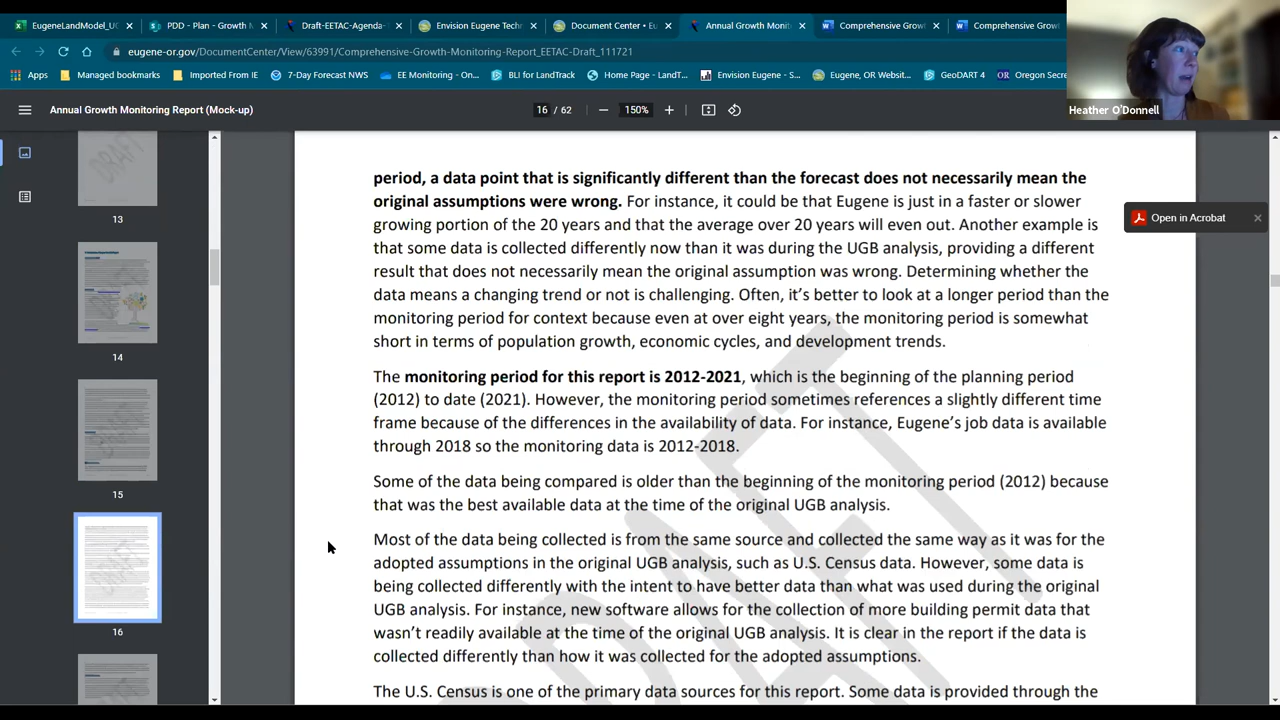 EugeneLandModel_UG
PDD - Plan - Growth M
Draft-EETAC-Agenda-
Envision Eugene Tech
Document Center • Eu
Annual Growth Monito
Comprehensive Growt
Comprehensive Growt
eugene-or.gov/DocumentCenter/View/63991/Comprehensive-Growth-Monitoring-Report_EETAC-Draft_111721
Apps
Managed bookmarks
Imported From IE
7-Day Forecast NWS
EE Monitoring - On...
BLI for LandTrack
Home Page - LandT...
Envision Eugene - S...
Eugene, OR Websit...
GeoDART 4
Oregon Secre
Heather O'Donnell
Annual Growth Monitoring Report (Mock-up)
16 / 62
150%
Open in Acrobat
13
14
15
16
period, a data point that is significantly different than the forecast does not necessarily mean the
original assumptions were wrong. For instance, it could be that Eugene is just in a faster or slower
growing portion of the 20 years and that the average over 20 years will even out. Another example is
that some data is collected differently now than it was during the UGB analysis, providing a different
result that does not necessarily mean the original assumption was wrong. Determining whether the
data means a changing trend or not is challenging. Often, it's better to look at a longer period than the
monitoring period for context because even at over eight years, the monitoring period is somewhat
short in terms of population growth, economic cycles, and development trends.
The monitoring period for this report is 2012-2021, which is the beginning of the planning period
(2012) to date (2021). However, the monitoring period sometimes references a slightly different time
frame because of the differences in the availability of data. For instance, Eugene's job data is available
through 2018 so the monitoring data is 2012-2018.
Some of the data being compared is older than the beginning of the monitoring period (2012) because
that was the best available data at the time of the original UGB analysis.
Most of the data being collected is from the same source and collected the same way as it was for the
adopted assumptions in the original UGB analysis, such as U.S. Census data. However, some data is
being collected differently with the intent to have better data than what was used during the original
UGB analysis. For instance, new software allows for the collection of more building permit data that
wasn't readily available at the time of the original UGB analysis. It is clear in the report if the data is
collected differently than how it was collected for the adopted assumptions.
The U.S. Census is one of the primary data sources for this report. Some data is provided through the